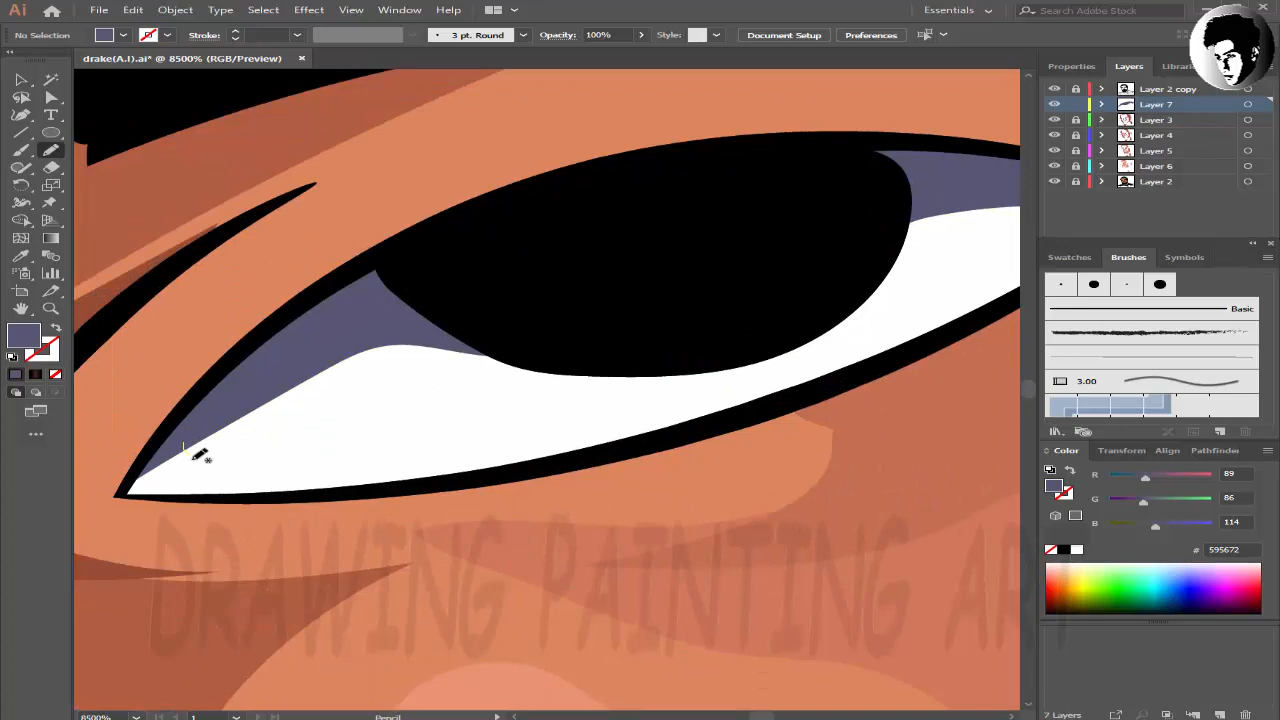 Ai File Edit Object Type Select Effect View Window Help Essentials Search Adobe Stock
No Selection Stroke: 3 pt. Round Opacity: 100% Style: Document Setup Preferences
drake(A.I).ai* @ 8500% (RGB/Preview)
Properties Layers Librari
Layer 2 copy
Layer 7
Layer 3
Layer 4
Layer 5
Layer 6
Layer 2
Swatches Brushes Symbols
Basic
3.00
Color Transform Align Pathfinder
R 89
G 86
B 114
# 595672
DRAWING PAINTING AR
8500% 1 Pencil 7 Layers